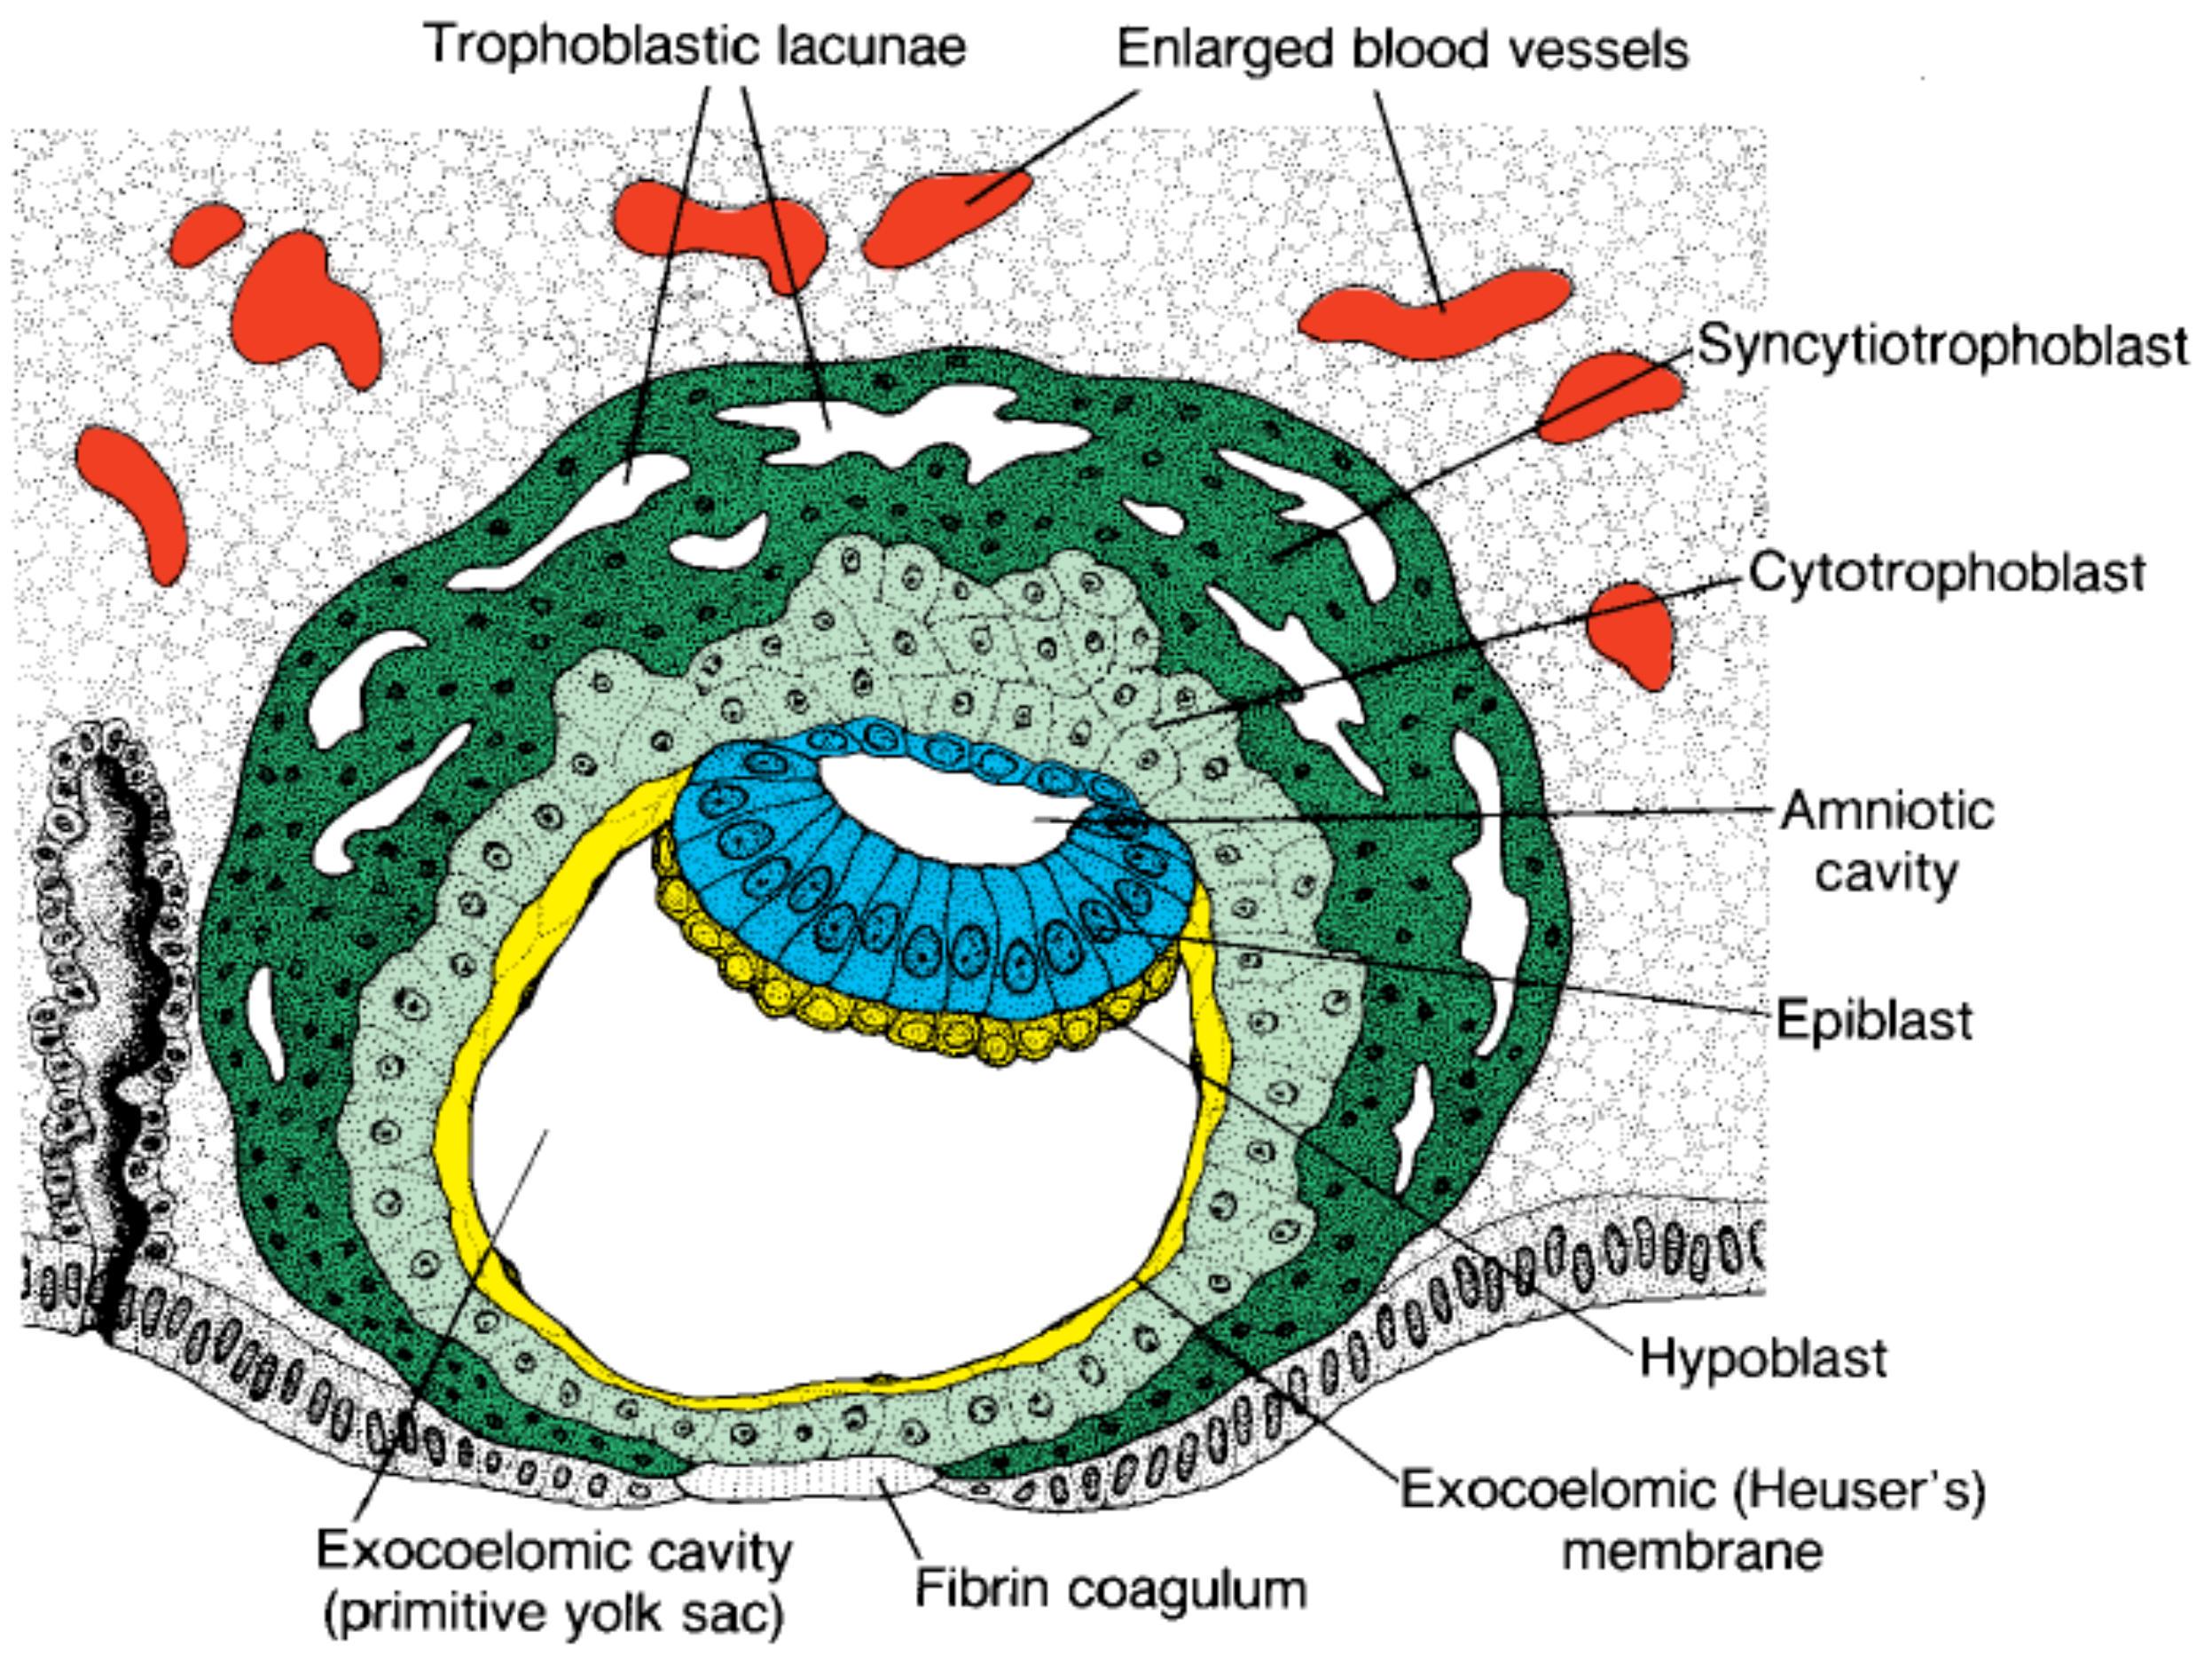 Trophoblastic lacunae
Enlarged blood vessels
Syncytiotrophoblast
Cytotrophoblast
Amniotic
cavity
Epiblast
Hypoblast
Exocoelomic (Heuser's)
membrane
Fibrin coagulum
Exocoelomic cavity
(primitive yolk sac)